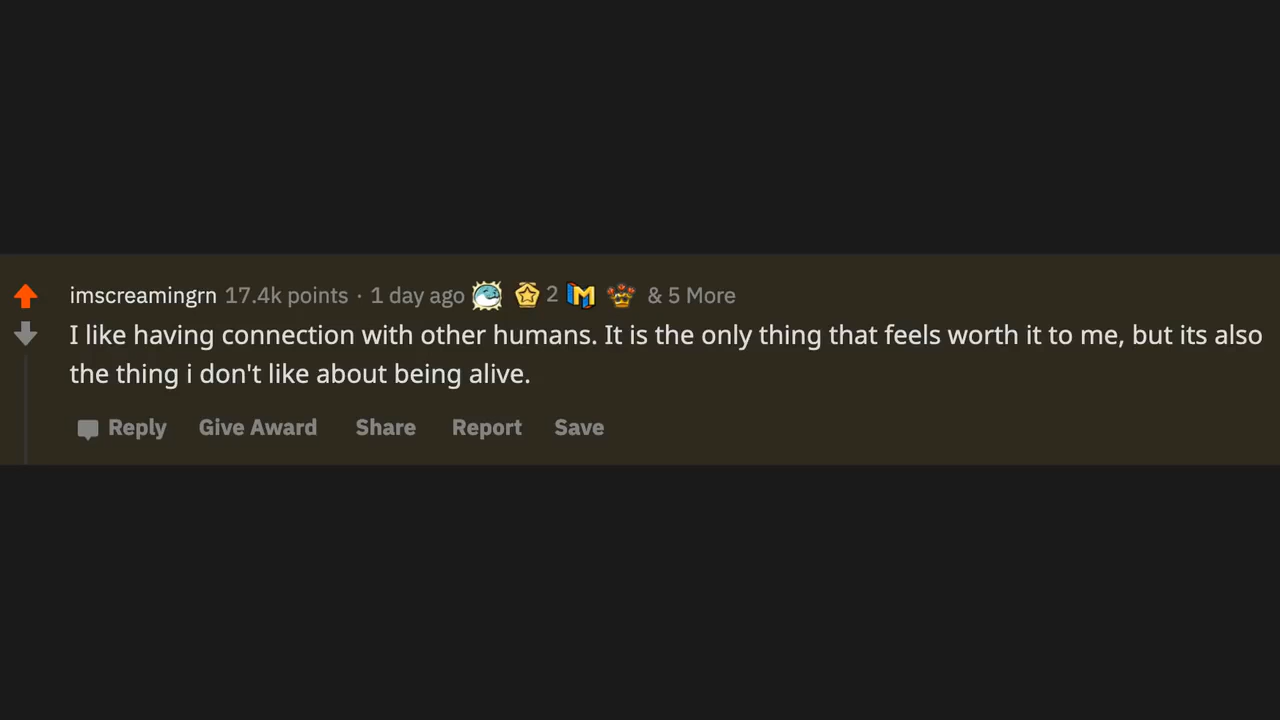 imscreamingrn 17.4k points · 1 day ago 2 M & 5 More
I like having connection with other humans. It is the only thing that feels worth it to me, but its also
the thing i don't like about being alive.
Reply Give Award Share Report Save